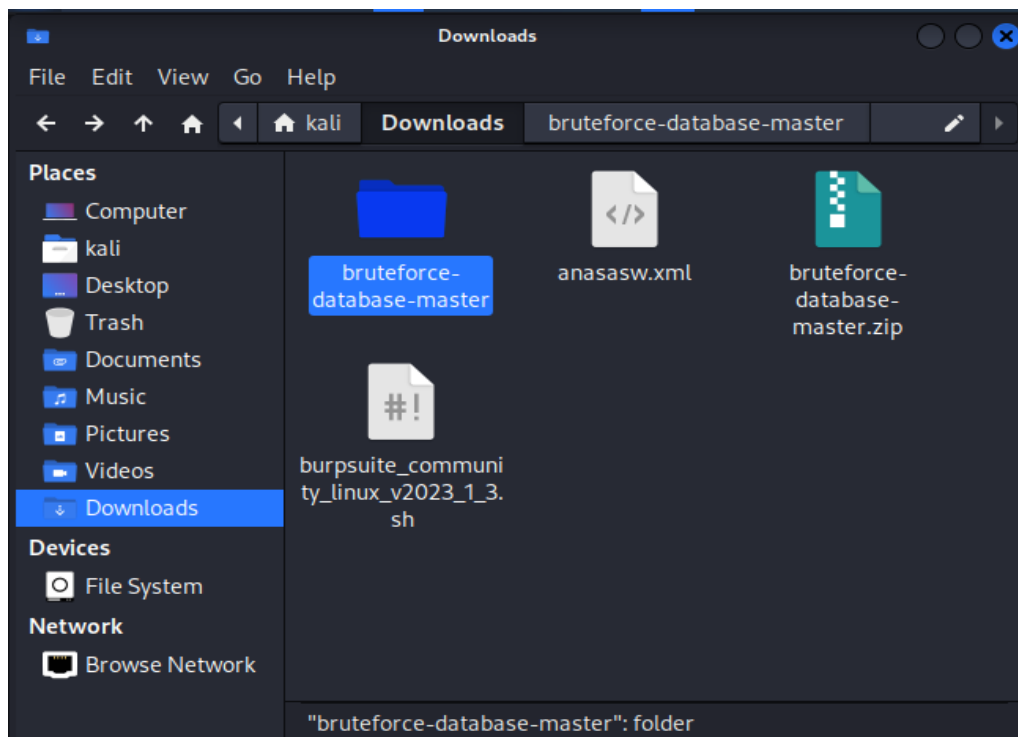 Downloads
File Edit View Go Help
kali Downloads bruteforce-database-master
Places
Computer
kali
Desktop
Trash
Documents
Music
Pictures
Videos
Downloads
Devices
File System
Network
Browse Network
bruteforce-
database-master
anasasw.xml
bruteforce-
database-
master.zip
#!
burpsuite_communi
ty_linux_v2023_1_3.
sh
"bruteforce-database-master": folder